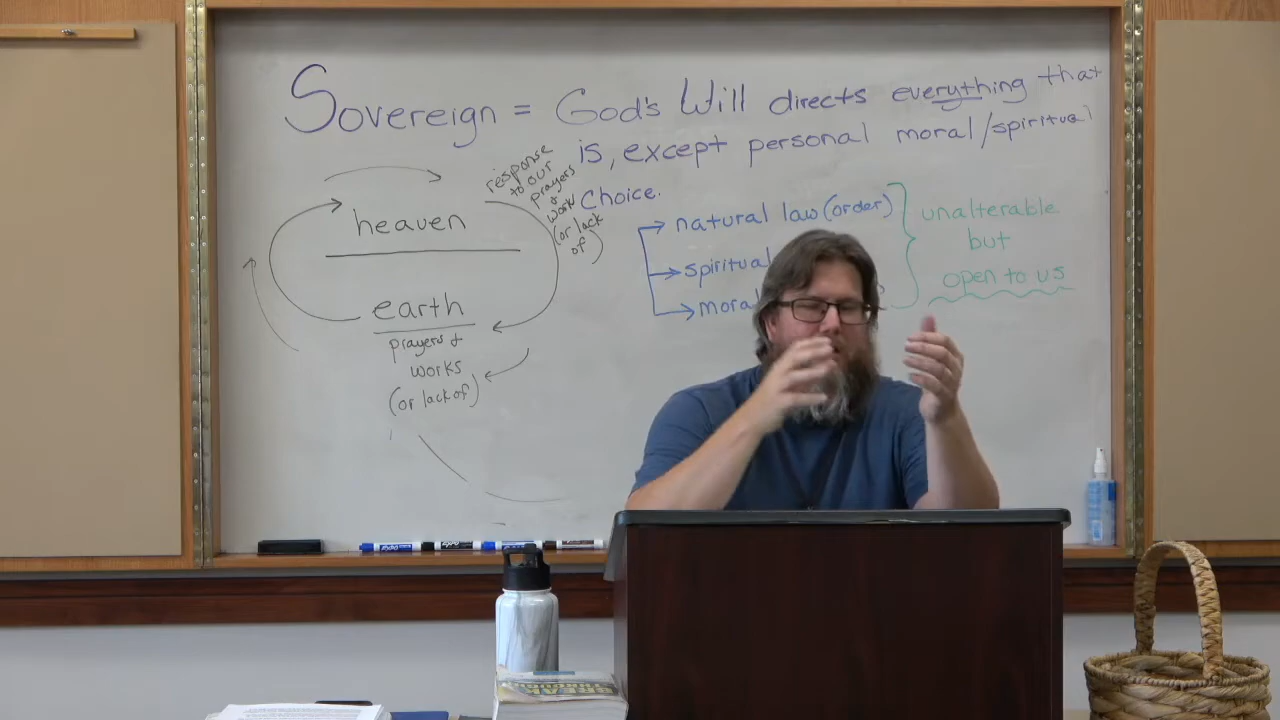 Sovereign = God's Will directs everything that
is, except personal moral/spiritual
choice.
heaven
earth
prayers +
works
(or lack of)
response
to our
prayers
+
work
(or lack
of)
natural law (order)
spiritual
moral
unalterable
but
open to us
EXPO